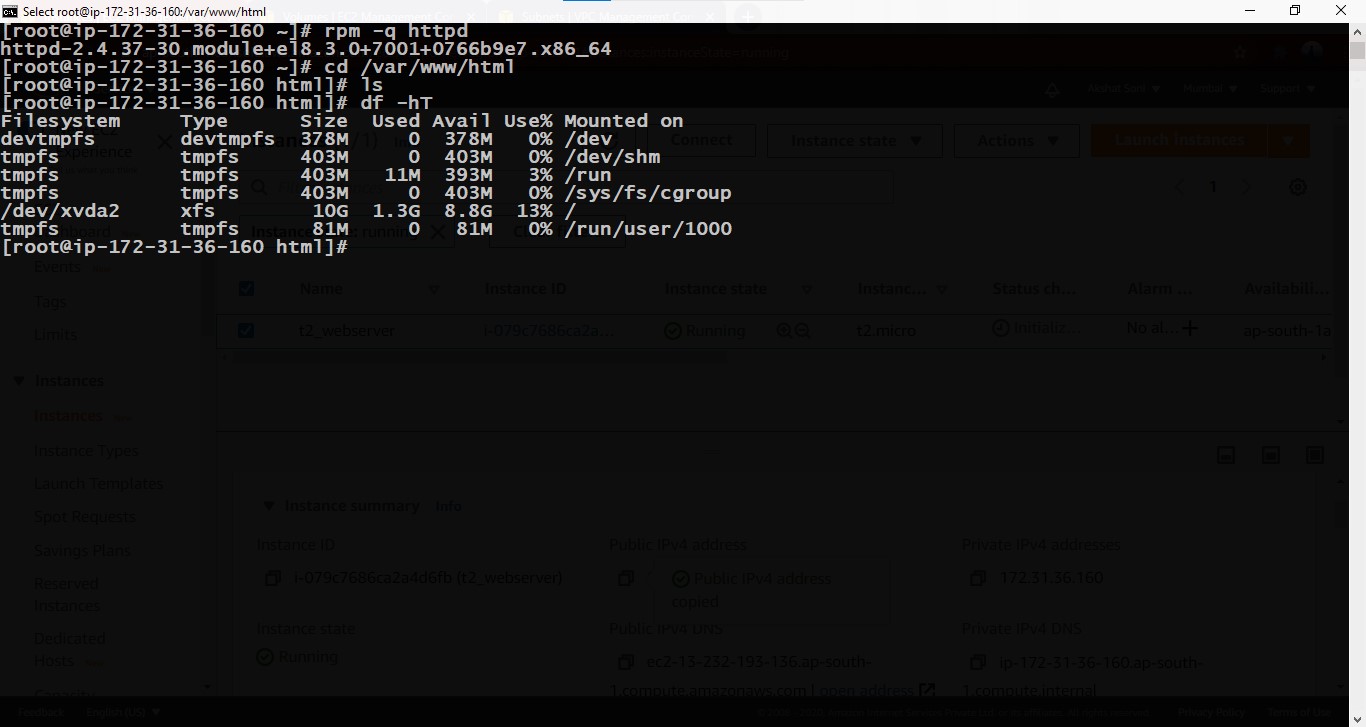 Select root@ip-172-31-36-160:/var/www/html
[root@ip-172-31-36-160 ~]# rpm -q httpd
httpd-2.4.37-30.module+el8.3.0+7001+0766b9e7.x86_64
[root@ip-172-31-36-160 ~]# cd /var/www/html
[root@ip-172-31-36-160 html]# ls
[root@ip-172-31-36-160 html]# df -hT
Filesystem Type Size Used Avail Use% Mounted on
devtmpfs devtmpfs 378M 0 378M 0% /dev
tmpfs tmpfs 403M 0 403M 0% /dev/shm
tmpfs tmpfs 403M 11M 393M 3% /run
tmpfs tmpfs 403M 0 403M 0% /sys/fs/cgroup
/dev/xvda2 xfs 10G 1.3G 8.8G 13% /
tmpfs tmpfs 81M 0 81M 0% /run/user/1000
[root@ip-172-31-36-160 html]#
Connect Instance state Actions Launch Instances
1
Events
Tags
Limits
Instances
Instances
Instance Types
Launch Templates
Spot Requests
Savings Plans
Reserved
Instances
Dedicated
Hosts
Capacity
Name Instance ID Instance state Instanc... Status ch... Alarm ... Availabili...
t2_webserver i-079c7686ca2a... Running t2.micro Initializ... No al... ap-south-1a
Instance summary Info
Instance ID
i-079c7686ca2a4d6fb (t2_webserver)
Public IPv4 address
Public IPv4 address
copied
Private IPv4 addresses
172.31.36.160
Instance state
Running
Public IPv4 DNS
ec2-13-232-193-136.ap-south-
1.compute.amazonaws.com | open address
Private IPv4 DNS
ip-172-31-36-160.ap-south-
1.compute.internal
Feedback English (US) Privacy Policy Terms of Use